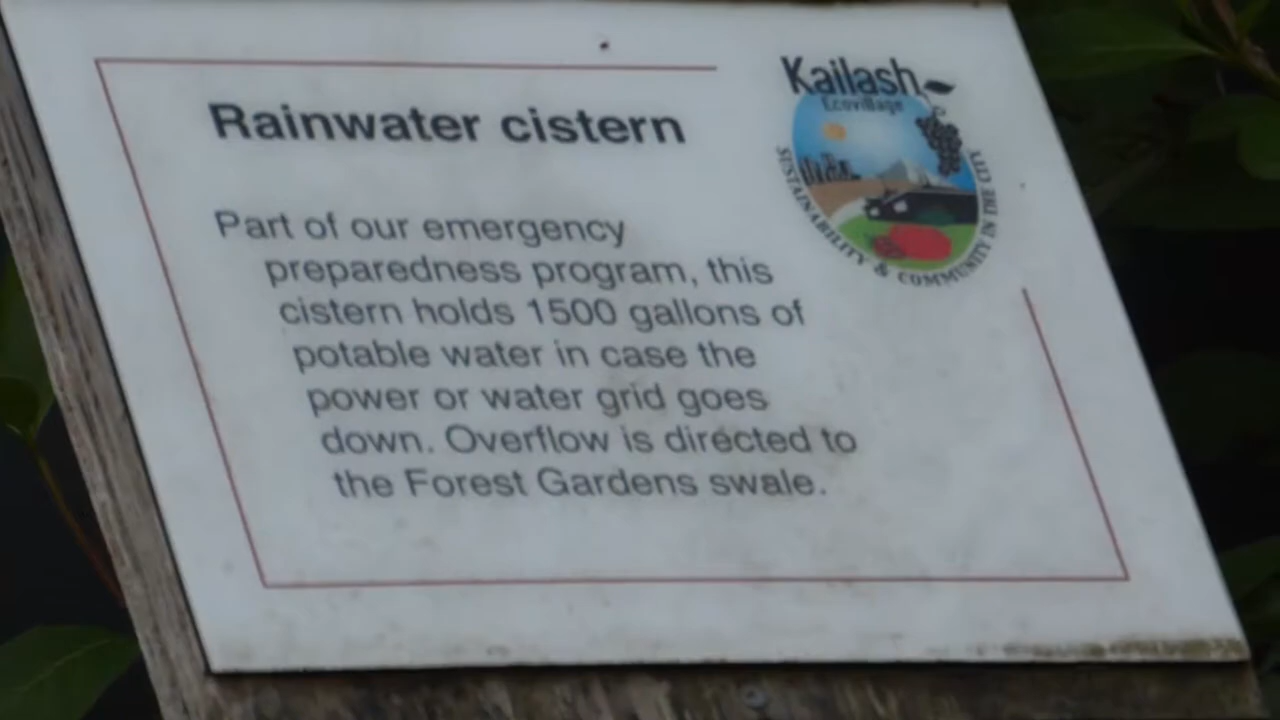 Kailash
Ecovillage
SUSTAINABILITY & COMMUNITY IN THE CITY
Rainwater cistern
Part of our emergency
preparedness program, this
cistern holds 1500 gallons of
potable water in case the
power or water grid goes
down. Overflow is directed to
the Forest Gardens swale.